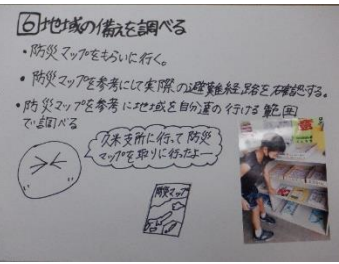 6 地域の備えを調べる
・防災マップをもらいに行く。
・防災マップを参考にして実際の避難経路を確認する。
・防災マップを参考に地域を自分達の行ける範囲
で調べる
久米支所に行って防災
マップを取りに行ったよー
防災マップ